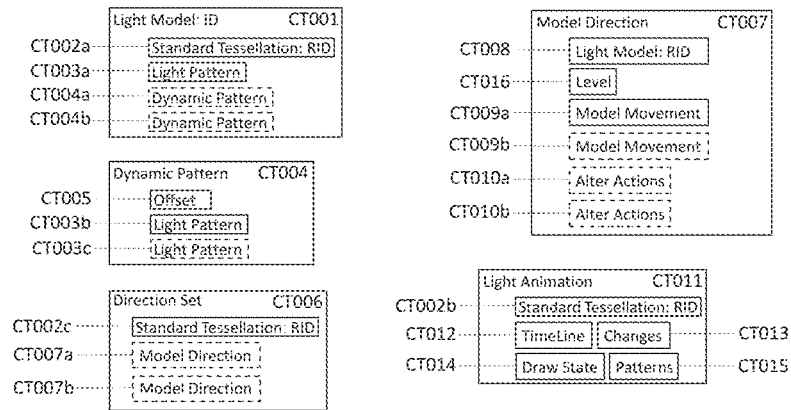 Light Model: ID CT001
CT002a Standard Tessellation: RID
CT003a Light Pattern
CT004a Dynamic Pattern
CT004b Dynamic Pattern
Dynamic Pattern CT004
CT005 Offset
CT003b Light Pattern
CT003c Light Pattern
Direction Set CT006
CT002c Standard Tessellation: RID
CT007a Model Direction
CT007b Model Direction
Model Direction CT007
CT008 Light Model: RID
CT016 Level
CT009a Model Movement
CT009b Model Movement
CT010a Alter Actions
CT010b Alter Actions
Light Animation CT011
CT002b Standard Tessellation: RID
CT012 TimeLine Changes CT013
CT014 Draw State Patterns CT015